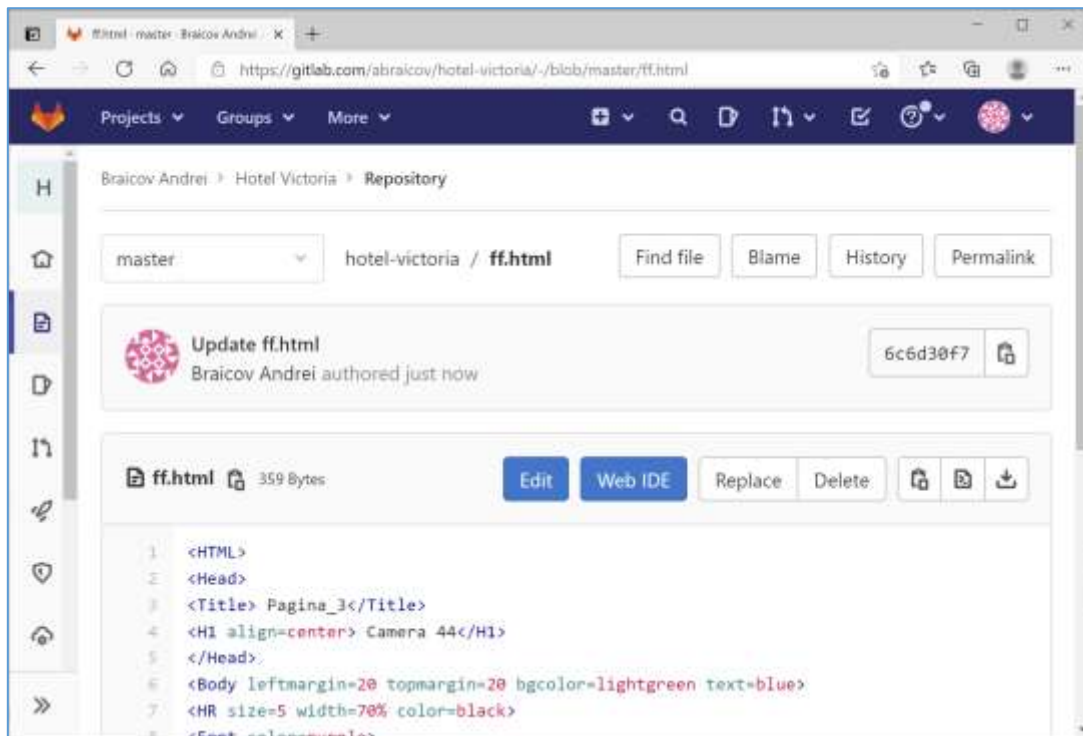 ff.html · master · Braicov Andrei
https://gitlab.com/abraicov/hotel-victoria/-/blob/master/ff.html
Projects Groups More
H
Braicov Andrei > Hotel Victoria > Repository
master hotel-victoria / ff.html Find file Blame History Permalink
Update ff.html
Braicov Andrei authored just now
6c6d30f7
ff.html 359 Bytes Edit Web IDE Replace Delete
1 <HTML>
2 <Head>
3 <Title> Pagina_3</Title>
4 <H1 align=center> Camera 44</H1>
5 </Head>
6 <Body leftmargin=20 topmargin=20 bgcolor=lightgreen text=blue>
7 <HR size=5 width=70% color=black>